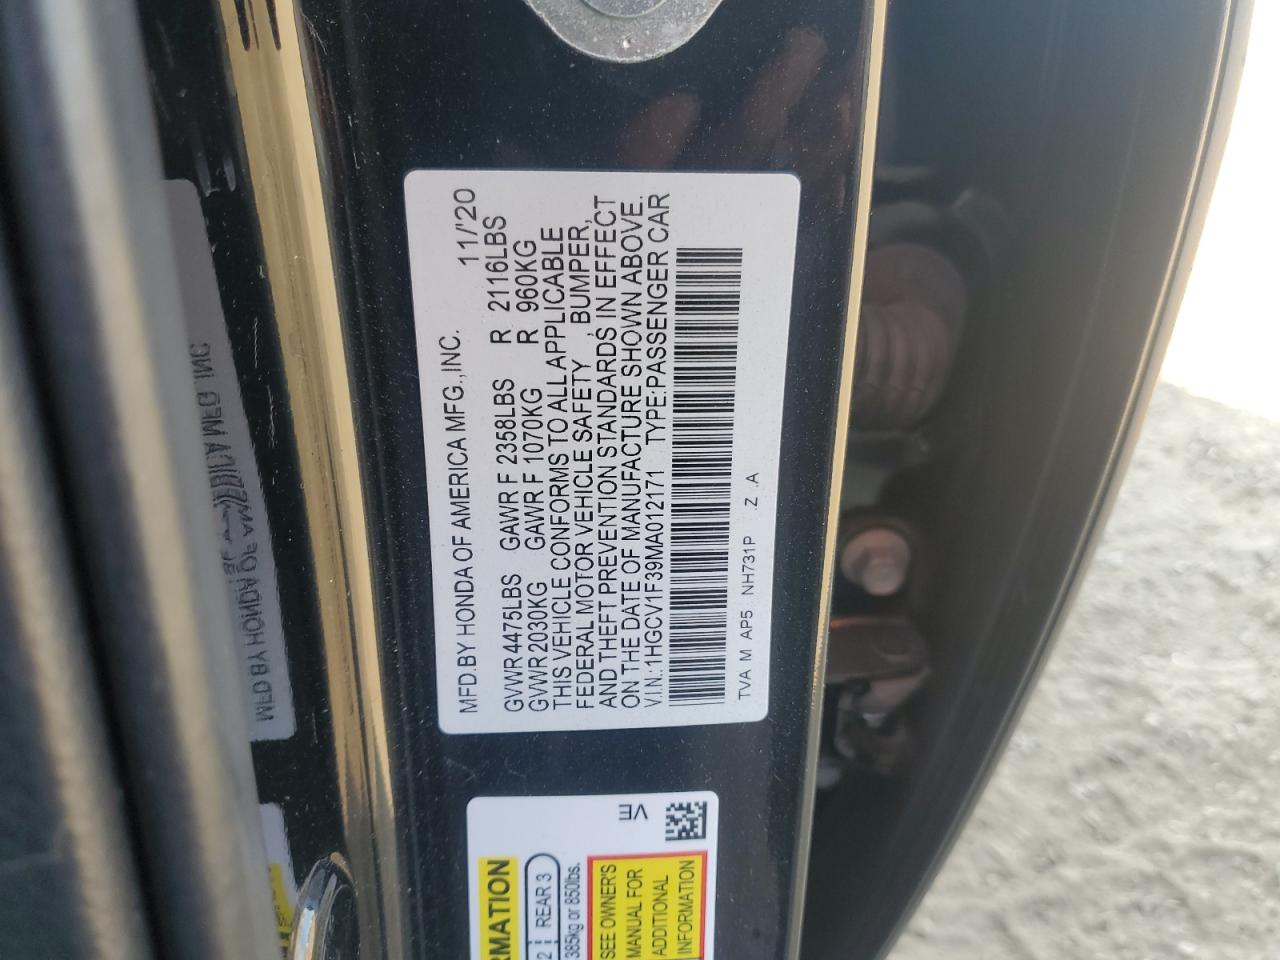 MFD.BY HONDA OF AMERICA MFG.,INC. 11/'20
GVWR 4475LBS GAWR F 2358LBS R 2116LBS
GVWR 2030KG GAWR F 1070KG R 960KG
THIS VEHICLE CONFORMS TO ALL APPLICABLE
FEDERAL MOTOR VEHICLE SAFETY , BUMPER,
AND THEFT PREVENTION STANDARDS IN EFFECT
ON THE DATE OF MANUFACTURE SHOWN ABOVE.
V.I.N.:1HGCV1F39MA012171 TYPE:PASSENGER CAR
TVA M AP5 NH731P Z .A
VE
RMATION
2 REAR 3
385kg or 850lbs.
SEE OWNER'S
MANUAL FOR
ADDITIONAL
INFORMATION